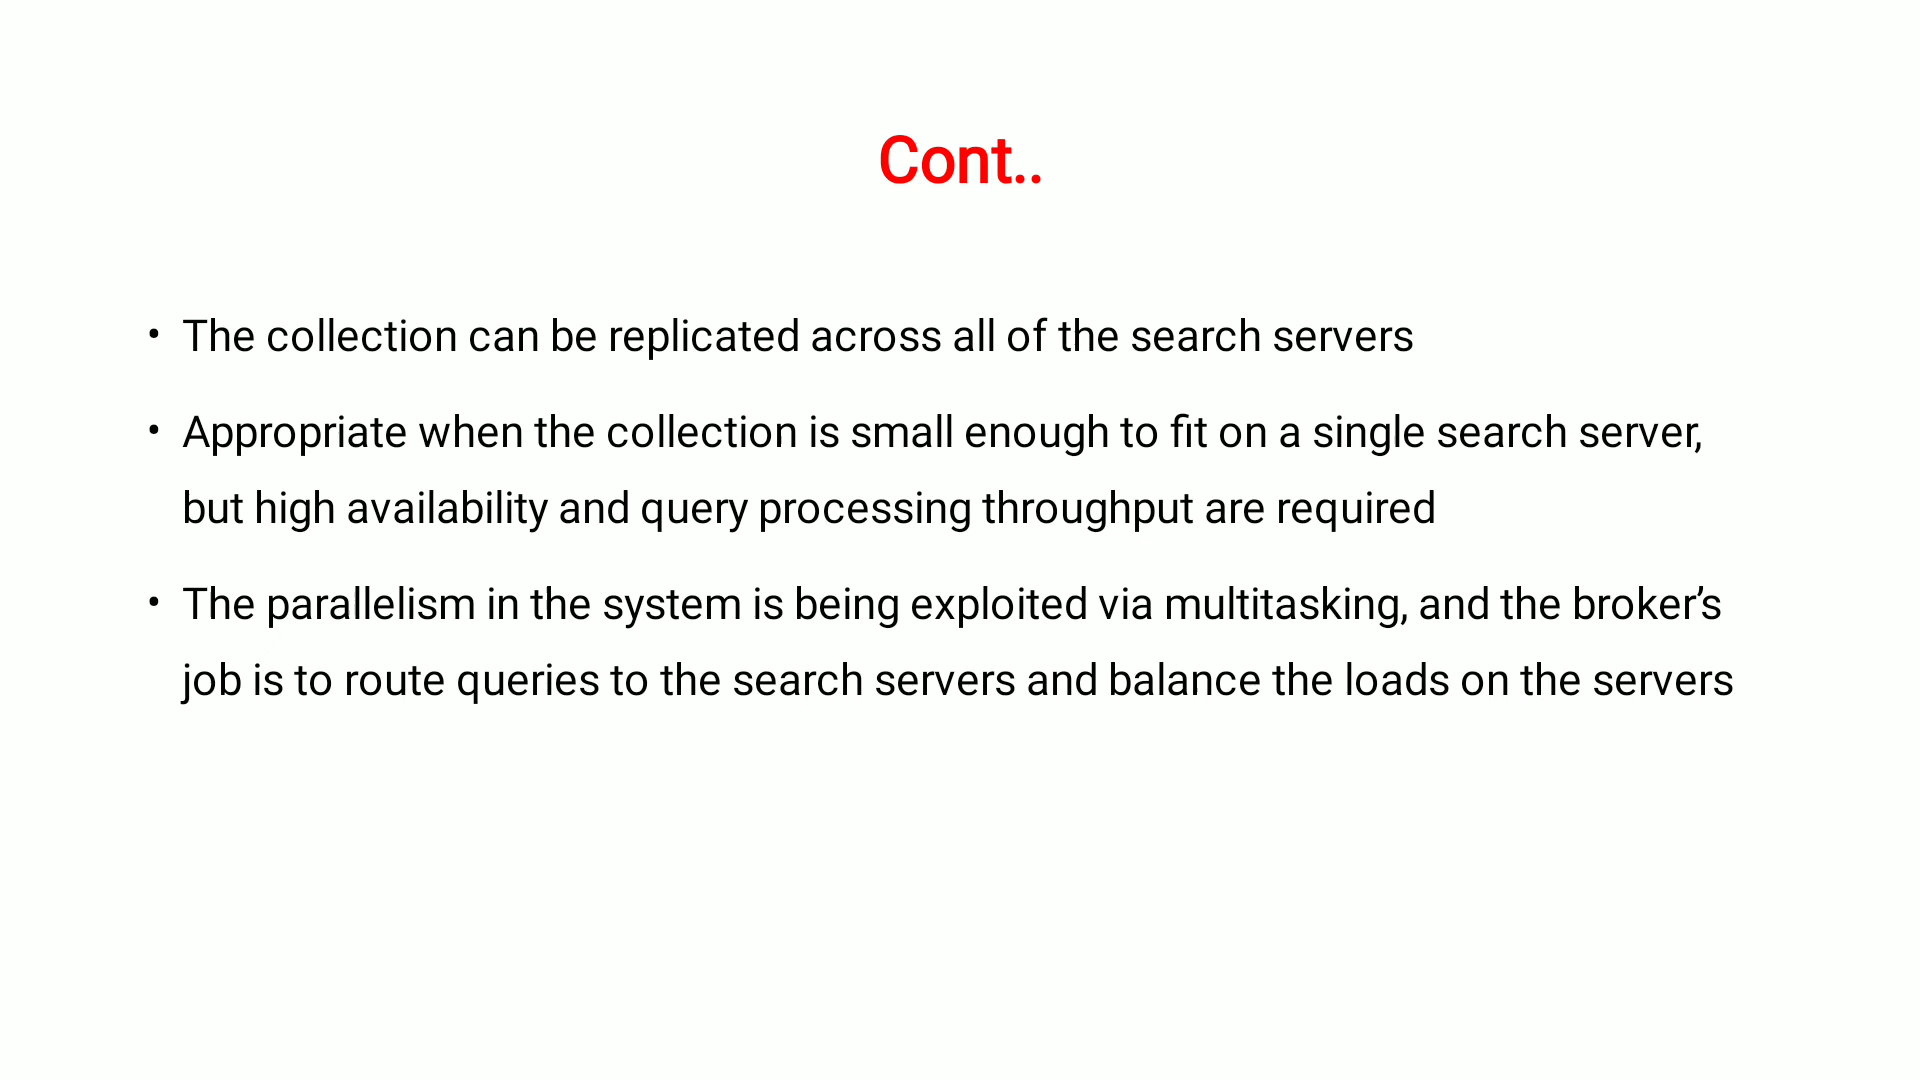 Cont..
• The collection can be replicated across all of the search servers
• Appropriate when the collection is small enough to fit on a single search server,
but high availability and query processing throughput are required
• The parallelism in the system is being exploited via multitasking, and the broker’s
job is to route queries to the search servers and balance the loads on the servers